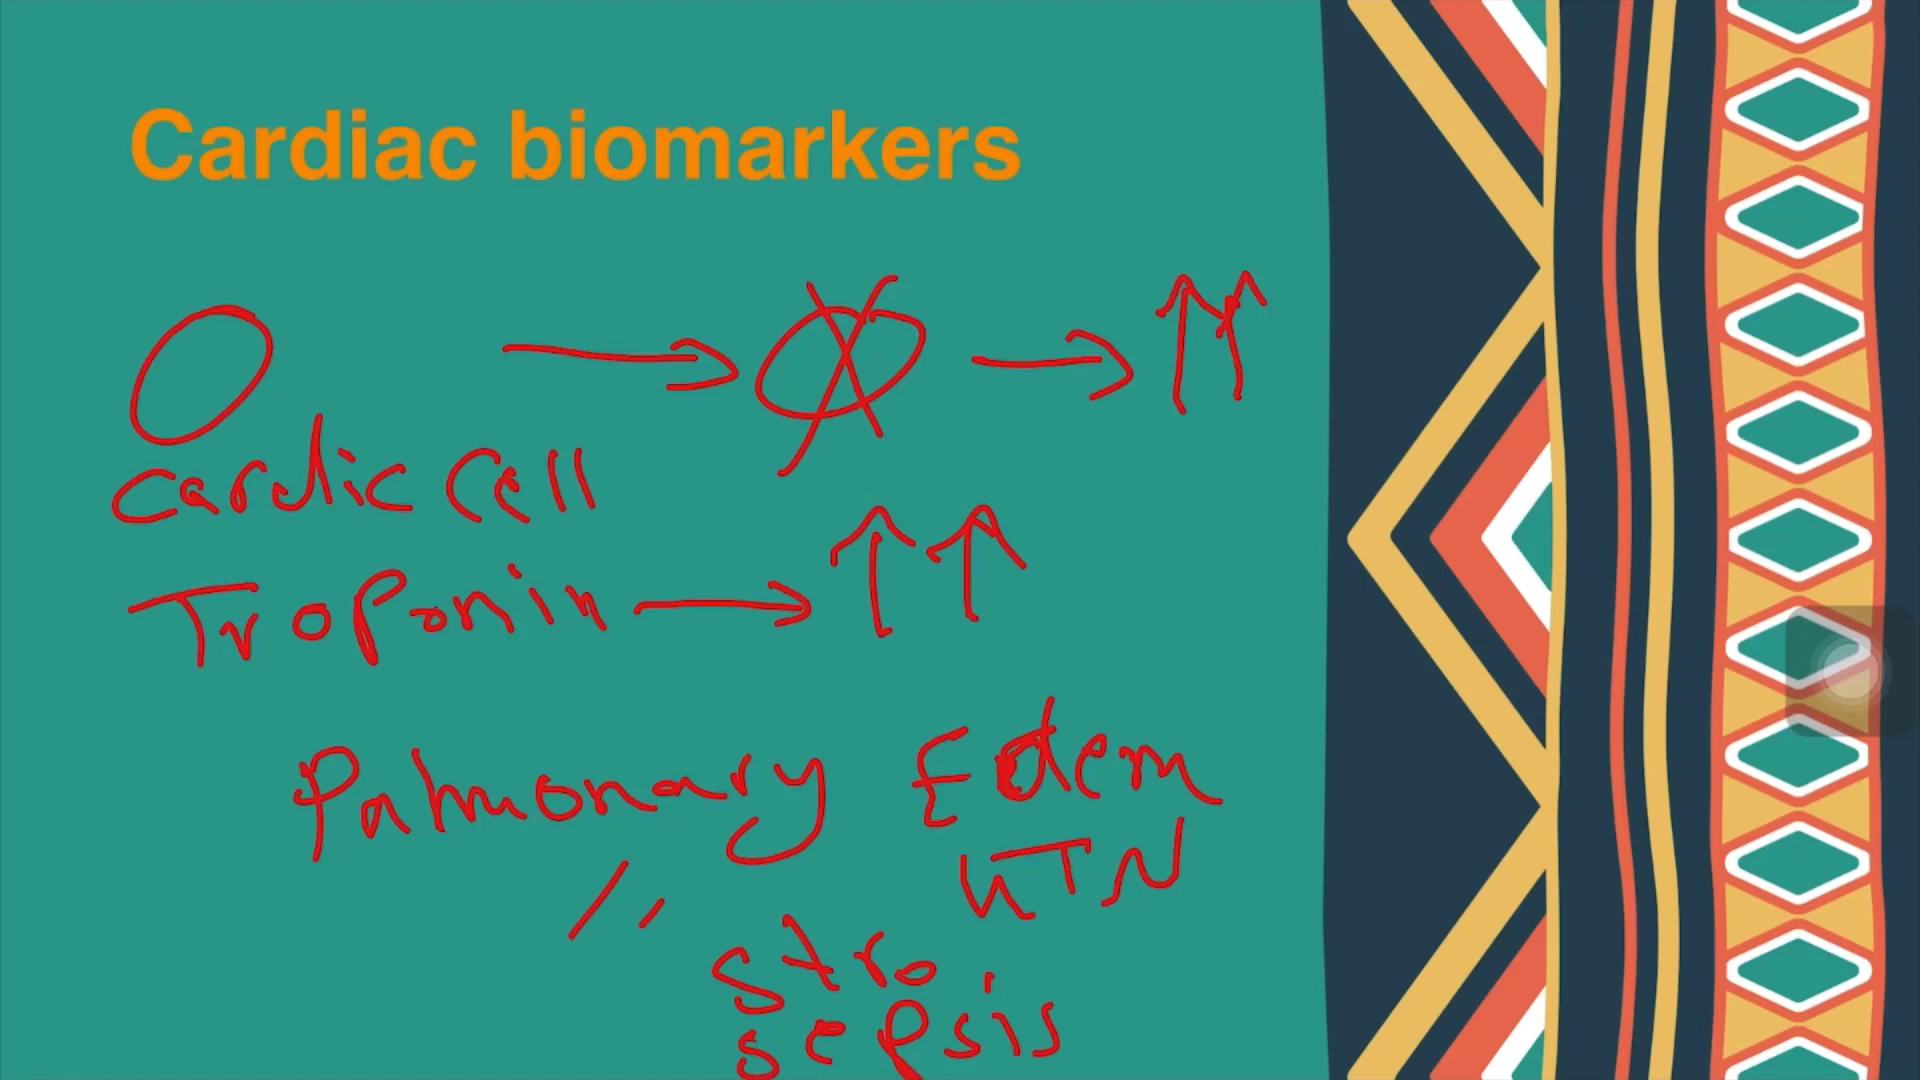 Cardiac biomarkers
Cardic Cell
Troponin
Palmonary Edem
" HTN
stro
sepsis